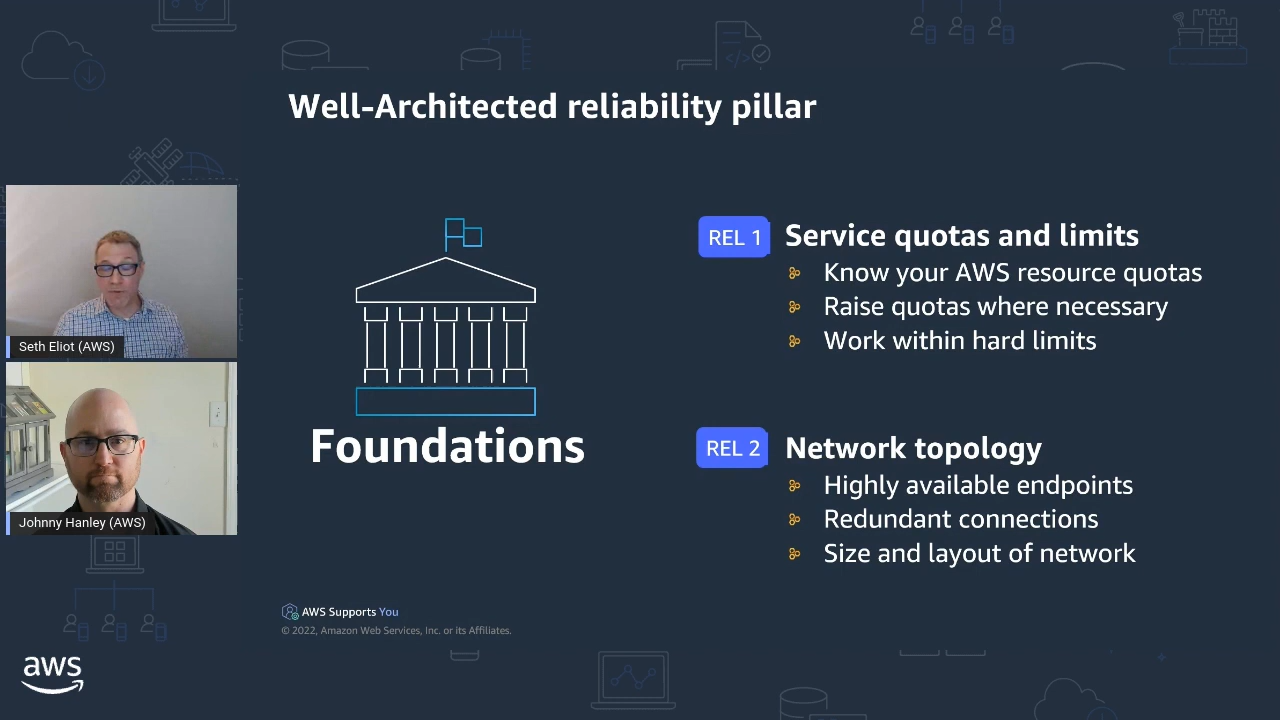 Well-Architected reliability pillar
Seth Eliot (AWS)
Johnny Hanley (AWS)
Foundations
REL 1 Service quotas and limits
Know your AWS resource quotas
Raise quotas where necessary
Work within hard limits
REL 2 Network topology
Highly available endpoints
Redundant connections
Size and layout of network
AWS Supports You
© 2022, Amazon Web Services, Inc. or its Affiliates.
aws